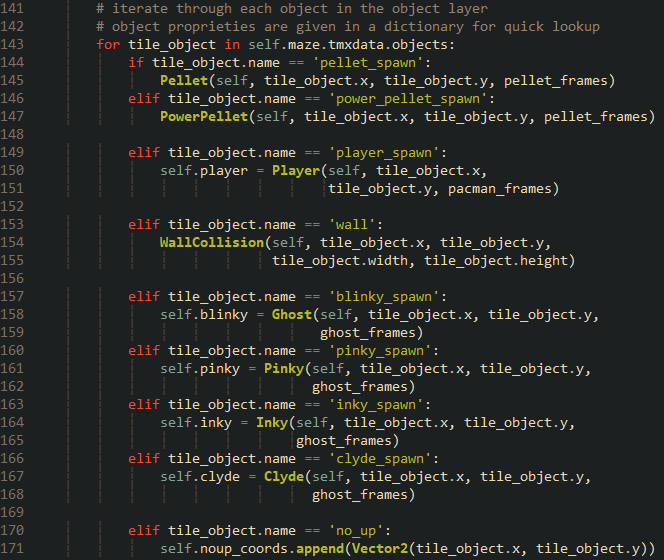 141 # iterate through each object in the object layer
142 # object proprieties are given in a dictionary for quick lookup
143 for tile_object in self.maze.tmxdata.objects:
144 if tile_object.name == 'pellet_spawn':
145 Pellet(self, tile_object.x, tile_object.y, pellet_frames)
146 elif tile_object.name == 'power_pellet_spawn':
147 PowerPellet(self, tile_object.x, tile_object.y, pellet_frames)
148
149 elif tile_object.name == 'player_spawn':
150 self.player = Player(self, tile_object.x,
151 tile_object.y, pacman_frames)
152
153 elif tile_object.name == 'wall':
154 WallCollision(self, tile_object.x, tile_object.y,
155 tile_object.width, tile_object.height)
156
157 elif tile_object.name == 'blinky_spawn':
158 self.blinky = Ghost(self, tile_object.x, tile_object.y,
159 ghost_frames)
160 elif tile_object.name == 'pinky_spawn':
161 self.pinky = Pinky(self, tile_object.x, tile_object.y,
162 ghost_frames)
163 elif tile_object.name == 'inky_spawn':
164 self.inky = Inky(self, tile_object.x, tile_object.y,
165 ghost_frames)
166 elif tile_object.name == 'clyde_spawn':
167 self.clyde = Clyde(self, tile_object.x, tile_object.y,
168 ghost_frames)
169
170 elif tile_object.name == 'no_up':
171 self.noup_coords.append(Vector2(tile_object.x, tile_object.y))